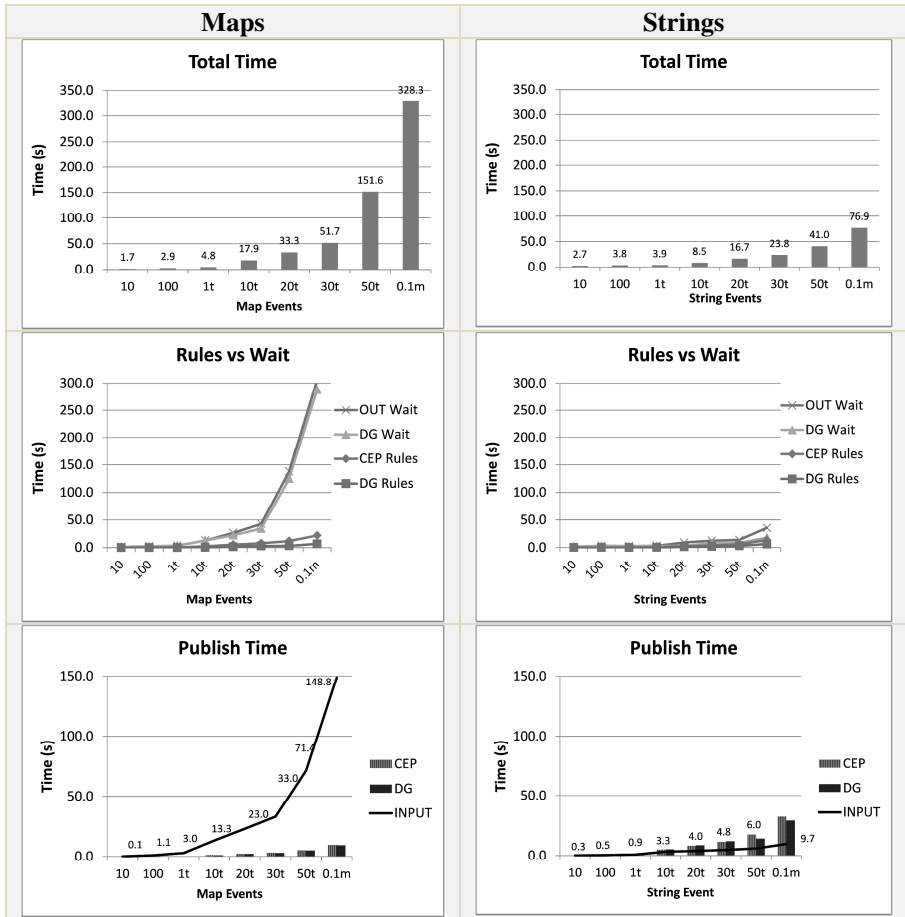 Maps
Strings
Total Time
350.0
300.0
250.0
200.0
150.0
100.0
50.0
0.0
Time (s)
1.7
2.9
4.8
17.9
33.3
51.7
151.6
328.3
10 100 1t 10t 20t 30t 50t 0.1m
Map Events
Total Time
350.0
300.0
250.0
200.0
150.0
100.0
50.0
0.0
Time (s)
2.7
3.8
3.9
8.5
16.7
23.8
41.0
76.9
10 100 1t 10t 20t 30t 50t 0.1m
String Events
Rules vs Wait
300.0
250.0
200.0
150.0
100.0
50.0
0.0
Time (s)
OUT Wait
DG Wait
CEP Rules
DG Rules
10 100 1t 10t 20t 30t 50t 0.1m
Map Events
Rules vs Wait
300.0
250.0
200.0
150.0
100.0
50.0
0.0
Time (s)
OUT Wait
DG Wait
CEP Rules
DG Rules
10 100 1t 10t 20t 30t 50t 0.1m
String Events
Publish Time
150.0
100.0
50.0
0.0
Time (s)
0.1
1.1
3.0
13.3
23.0
33.0
71.4
148.8
CEP
DG
INPUT
10 100 1t 10t 20t 30t 50t 0.1m
Map Events
Publish Time
150.0
100.0
50.0
0.0
Time (s)
0.3
0.5
0.9
3.3
4.0
4.8
6.0
9.7
CEP
DG
INPUT
10 100 1t 10t 20t 30t 50t 0.1m
String Event